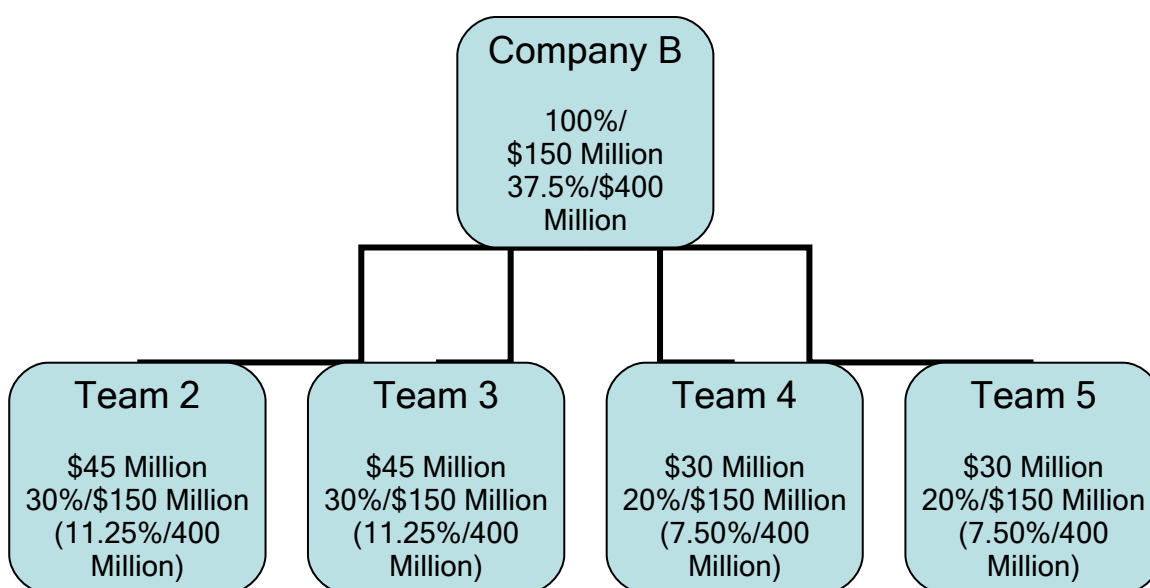 Company B
100%/
$150 Million
37.5%/$400
Million
Team 2
$45 Million
30%/$150 Million
(11.25%/400
Million)
Team 3
$45 Million
30%/$150 Million
(11.25%/400
Million)
Team 4
$30 Million
20%/$150 Million
(7.50%/400
Million)
Team 5
$30 Million
20%/$150 Million
(7.50%/400
Million)